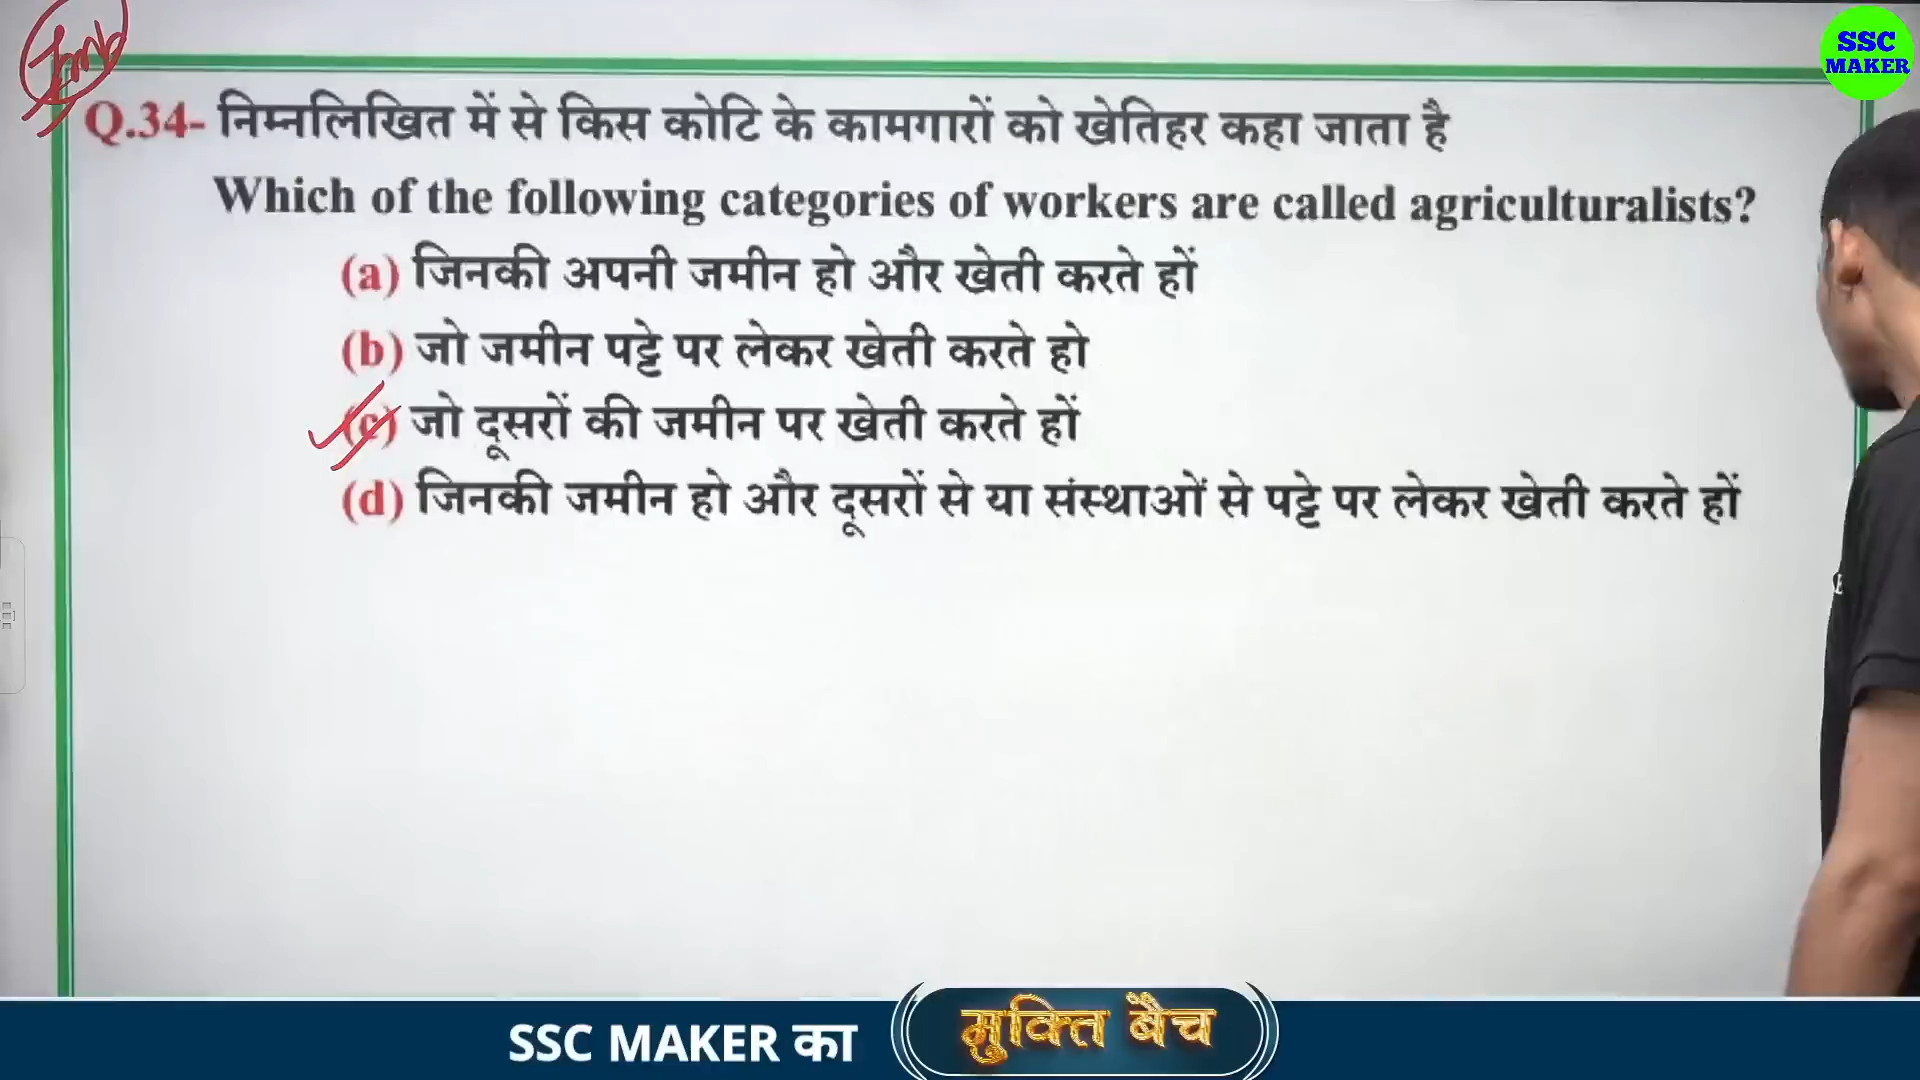 Imp
SSC
MAKER
Q.34- निम्नलिखित में से किस कोटि के कामगारों को खेतिहर कहा जाता है
Which of the following categories of workers are called agriculturalists?
(a) जिनकी अपनी जमीन हो और खेती करते हों
(b) जो जमीन पट्टे पर लेकर खेती करते हो
(c) जो दूसरों की जमीन पर खेती करते हों
(d) जिनकी जमीन हो और दूसरों से या संस्थाओं से पट्टे पर लेकर खेती करते हों
SSC MAKER का मुक्ति बैच